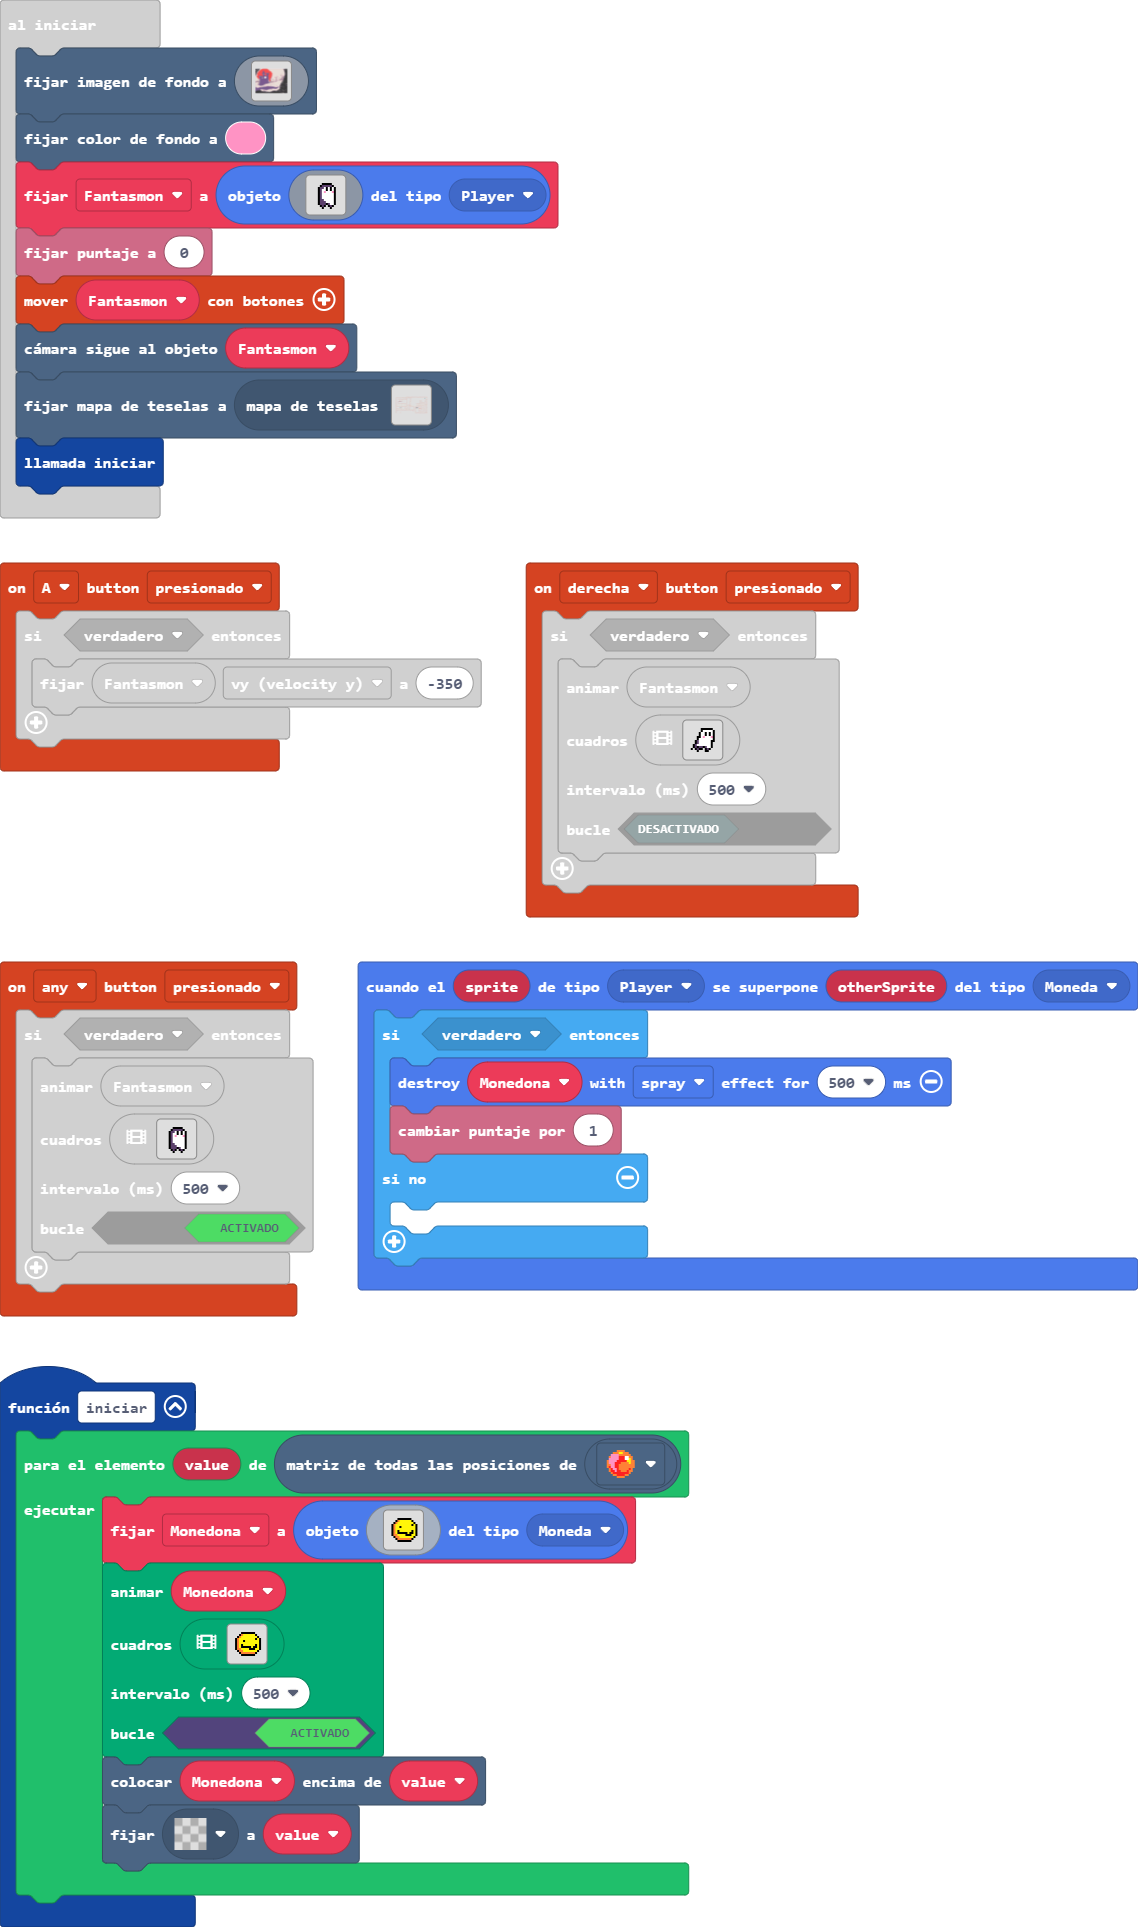 al iniciar
fijar imagen de fondo a
fijar color de fondo a
fijar Fantasmon a objeto del tipo Player
fijar puntaje a 0
mover Fantasmon con botones
cámara sigue al objeto Fantasmon
fijar mapa de teselas a mapa de teselas
llamada iniciar
on A button presionado
si verdadero entonces
fijar Fantasmon vy (velocity y) a -350
on derecha button presionado
si verdadero entonces
animar Fantasmon
cuadros
intervalo (ms) 500
bucle DESACTIVADO
on any button presionado
si verdadero entonces
animar Fantasmon
cuadros
intervalo (ms) 500
bucle ACTIVADO
cuando el sprite de tipo Player se superpone otherSprite del tipo Moneda
si verdadero entonces
destroy Monedona with spray effect for 500 ms
cambiar puntaje por 1
si no
función iniciar
para el elemento value de matriz de todas las posiciones de
ejecutar
fijar Monedona a objeto del tipo Moneda
animar Monedona
cuadros
intervalo (ms) 500
bucle ACTIVADO
colocar Monedona encima de value
fijar a value